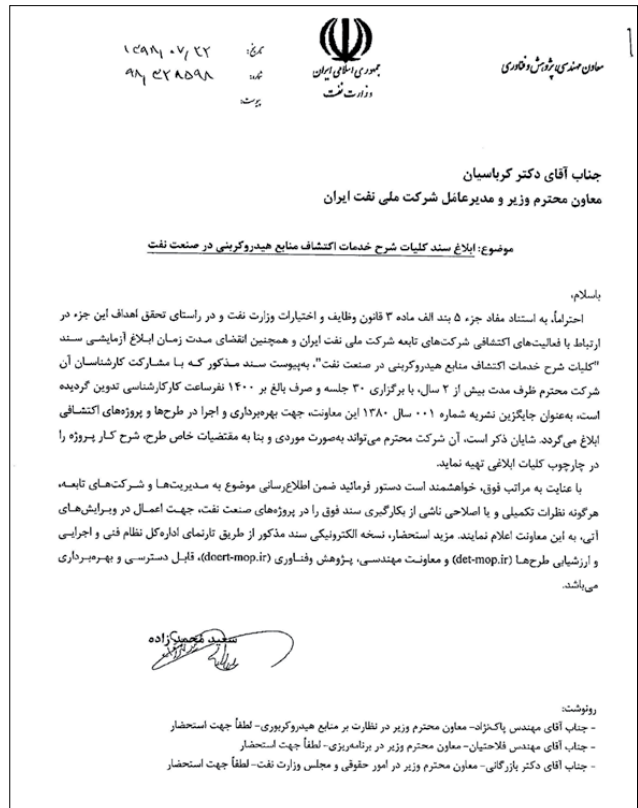 ۱
معاون مهندسی، پژوهش و فناوری
جمهوری اسلامی ایران
وزارت نفت
تاریخ: ۱۳۹۸/۰۷/۲۲
شماره: ۹۸/۴۲۸۵۹۸
پیوست:
جناب آقای دکتر کرباسیان
معاون محترم وزیر و مدیرعامل شرکت ملی نفت ایران
موضوع: ابلاغ سند کلیات شرح خدمات اکتشاف منابع هیدروکربنی در صنعت نفت
باسلام،
احتراماً، به استناد مفاد جزء ۵ بند الف ماده ۳ قانون وظایف و اختیارات وزارت نفت و در راستای تحقق اهداف این جزء در
ارتباط با فعالیت‌های اکتشافی شرکت‌های تابعه شرکت ملی نفت ایران و همچنین انقضای مدت زمان ابلاغ آزمایشی سند
"کلیات شرح خدمات اکتشاف منابع هیدروکربنی در صنعت نفت"، به‌پیوست سند مذکور که با مشارکت کارشناسان آن
شرکت محترم ظرف مدت بیش از ۲ سال، با برگزاری ۳۰ جلسه و صرف بالغ بر ۱۴۰۰ نفرساعت کارکارشناسی تدوین گردیده
است، به‌عنوان جایگزین نشریه شماره ۰۰۱ سال ۱۳۸۰ این معاونت، جهت بهره‌برداری و اجرا در طرح‌ها و پروژه‌های اکتشافی
ابلاغ می‌گردد. شایان ذکر است، آن شرکت محترم می‌تواند به‌صورت موردی و بنا به مقتضیات خاص طرح، شرح کار پروژه را
در چارچوب کلیات ابلاغی تهیه نماید.
با عنایت به مراتب فوق، خواهشمند است دستور فرمائید ضمن اطلاع‌رسانی موضوع به مدیریت‌ها و شرکت‌های تابعه،
هرگونه نظرات تکمیلی و یا اصلاحی ناشی از بکارگیری سند فوق را در پروژه‌های صنعت نفت، جهت اعمال در ویرایش‌های
آتی، به این معاونت اعلام نمایند. مزید استحضار، نسخه الکترونیکی سند مذکور از طریق تارنمای اداره‌کل نظام فنی و اجرایی
و ارزشیابی طرح‌ها (det-mop.ir) و معاونت مهندسی، پژوهش وفناوری (docrt-mop.ir)، قابل دسترسی و بهره‌برداری
می‌باشد.
سعید محمدزاده
رونوشت:
- جناب آقای مهندس پاک‌نژاد- معاون محترم وزیر در نظارت بر منابع هیدروکربوری- لطفاً جهت استحضار
- جناب آقای مهندس فلاحتیان- معاون محترم وزیر در برنامه‌ریزی- لطفاً جهت استحضار
- جناب آقای دکتر بازرگانی- معاون محترم وزیر در امور حقوقی و مجلس وزارت نفت- لطفاً جهت استحضار